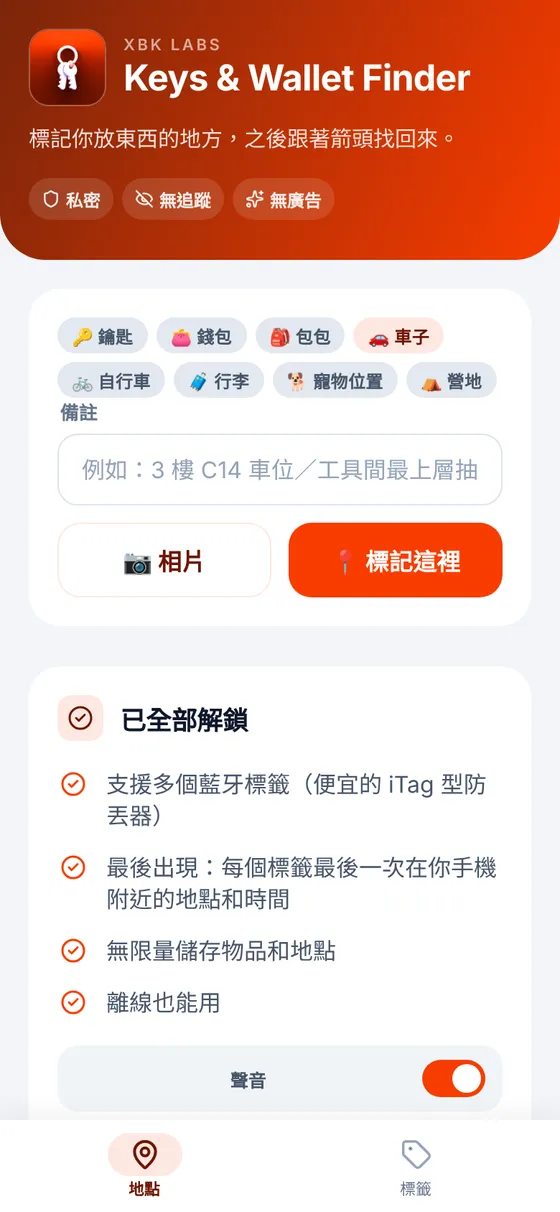 XBK LABS
Keys & Wallet Finder
標記你放東西的地方，之後跟著箭頭找回來。
私密 無追蹤 無廣告
🔑 鑰匙 👛 錢包 🎒 包包 🚗 車子
🚲 自行車 🧳 行李 🐕 寵物位置 ⛺ 營地
備註
例如：3 樓 C14 車位／工具間最上層抽
📷 相片 📍 標記這裡
已全部解鎖
支援多個藍牙標籤（便宜的 iTag 型防
丟器）
最後出現：每個標籤最後一次在你手機
附近的地點和時間
無限量儲存物品和地點
離線也能用
聲音
地點 標籤